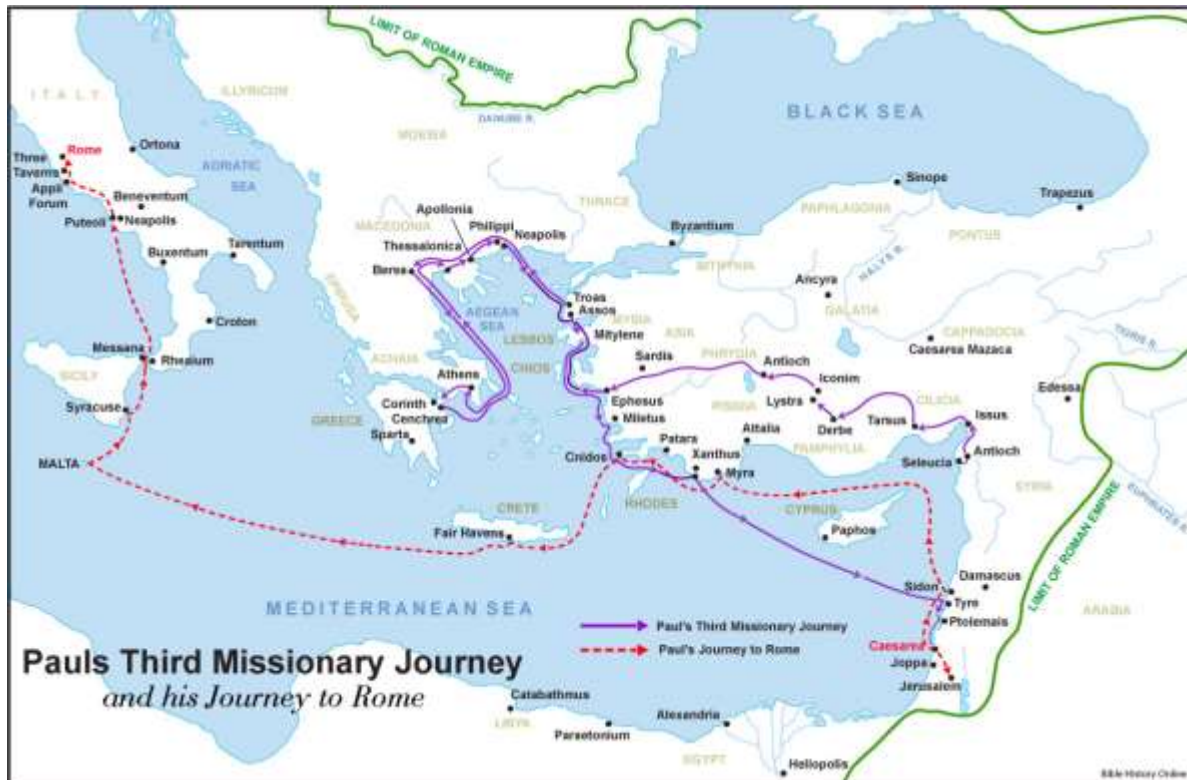 LIMIT OF ROMAN EMPIRE
ITALY
ILLYRICUM
DANUBE R.
MOESIA
BLACK SEA
Rome
Ortona
Three
Taverns
Appii
Forum
ADRIATIC
SEA
Beneventum
Puteoli
Neapolis
Buxentum
Tarentum
Croton
Messana
Rhegium
SICILY
Syracuse
MALTA
MACEDONIA
Apollonia
Philippi
Neapolis
Thessalonica
Berea
EPIRUS
AEGEAN
SEA
ACHAIA
Athens
Corinth
Cenchrea
GREECE
Sparta
Byzantium
Sinope
Trapezus
PAPHLAGONIA
PONTUS
BITHYNIA
HALYS R.
Ancyra
GALATIA
CAPPADOCIA
Caesarea Mazaca
TIGRIS R.
Edessa
Troas
Assos
MYSIA
Mitylene
ASIA
LESBOS
CHIOS
Sardis
PHRYGIA
Antioch
Iconim
Lystra
Derbe
PISIDIA
Ephesus
Miletus
Attalia
PAMPHYLIA
Tarsus
CILICIA
Issus
Antioch
Seleucia
SYRIA
EUPHRATES R.
Cnidos
Patara
Xanthus
Myra
RHODES
CRETE
Fair Havens
CYPRUS
Paphos
Sidon
Damascus
Tyre
Ptolemais
Caesarea
Joppa
Jerusalem
LIMIT OF ROMAN EMPIRE
ARABIA
MEDITERRANEAN SEA
Paul's Third Missionary Journey
Paul's Journey to Rome
Pauls Third Missionary Journey
and his Journey to Rome
Catabathmus
LIBYA
Paraetonium
Alexandria
EGYPT
Heliopolis
Bible History Online